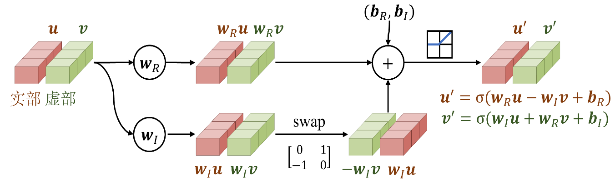 u v
实部 虚部
w_R
w_I
w_R u w_R v
w_I u w_I v
swap
[0 1
-1 0]
(b_R, b_I)
+
-w_I v w_I u
u′ v′
u′ = σ(w_R u − w_I v + b_R)
v′ = σ(w_I u + w_R v + b_I)